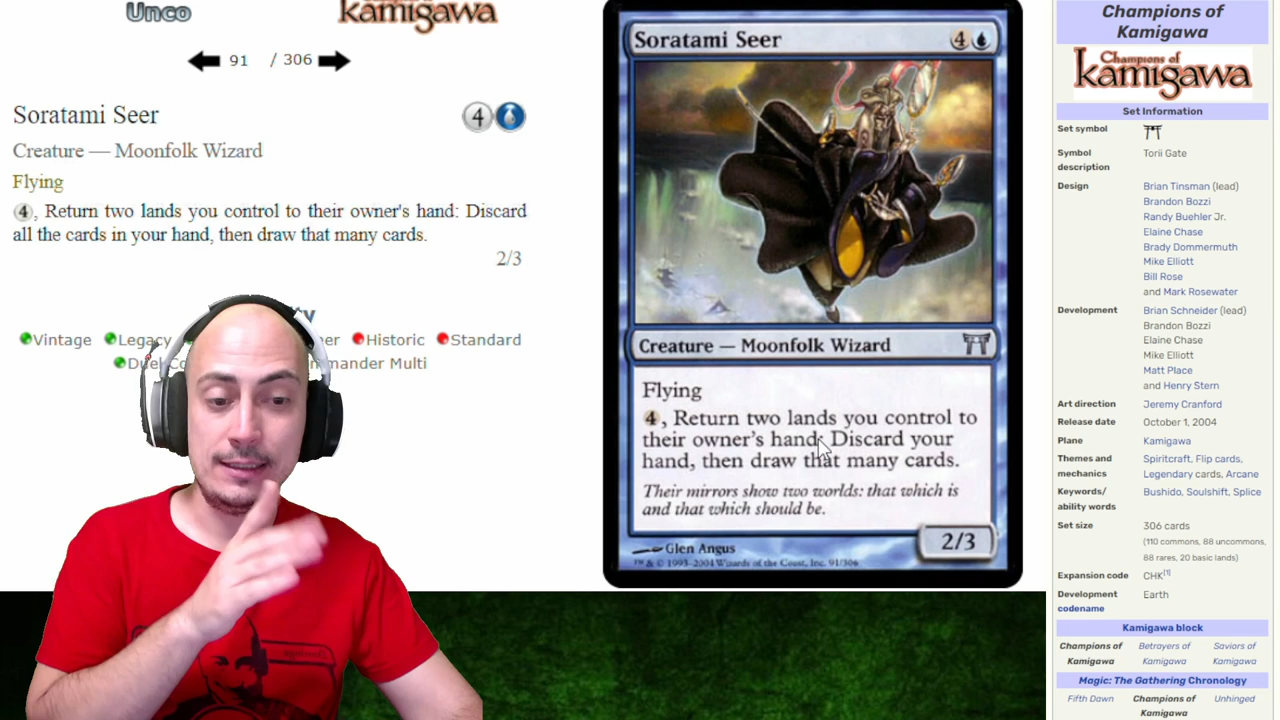 Unco
kamigawa
91 / 306
Soratami Seer
4
Creature — Moonfolk Wizard
Flying
4, Return two lands you control to their owner's hand: Discard
all the cards in your hand, then draw that many cards.
2/3
Vintage Legacy Historic Standard
mmander Multi
Soratami Seer 4
Creature — Moonfolk Wizard
Flying
4, Return two lands you control to
their owner's hand: Discard your
hand, then draw that many cards.
Their mirrors show two worlds: that which is
and that which should be.
2/3
Glen Angus
™ & © 1993–2004 Wizards of the Coast, Inc. 91/306
Champions of
Kamigawa
Champions of
kamigawa
Set Information
Set symbol
Symbol description Torii Gate
Design Brian Tinsman (lead)
Brandon Bozzi
Randy Buehler Jr.
Elaine Chase
Brady Dommermuth
Mike Elliott
Bill Rose
and Mark Rosewater
Development Brian Schneider (lead)
Brandon Bozzi
Elaine Chase
Mike Elliott
Matt Place
and Henry Stern
Art direction Jeremy Cranford
Release date October 1, 2004
Plane Kamigawa
Themes and mechanics Spiritcraft, Flip cards,
Legendary cards, Arcane
Keywords/ability words Bushido, Soulshift, Splice
Set size 306 cards
(110 commons, 88 uncommons,
88 rares, 20 basic lands)
Expansion code CHK[1]
Development codename Earth
Kamigawa block
Champions of Kamigawa Betrayers of Kamigawa Saviors of Kamigawa
Magic: The Gathering Chronology
Fifth Dawn Champions of Kamigawa Unhinged